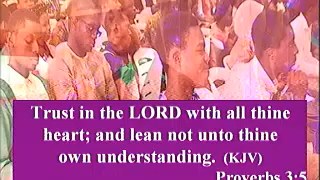 Trust in the LORD with all thine
heart; and lean not unto thine
own understanding. (KJV)
Proverbs 3:5